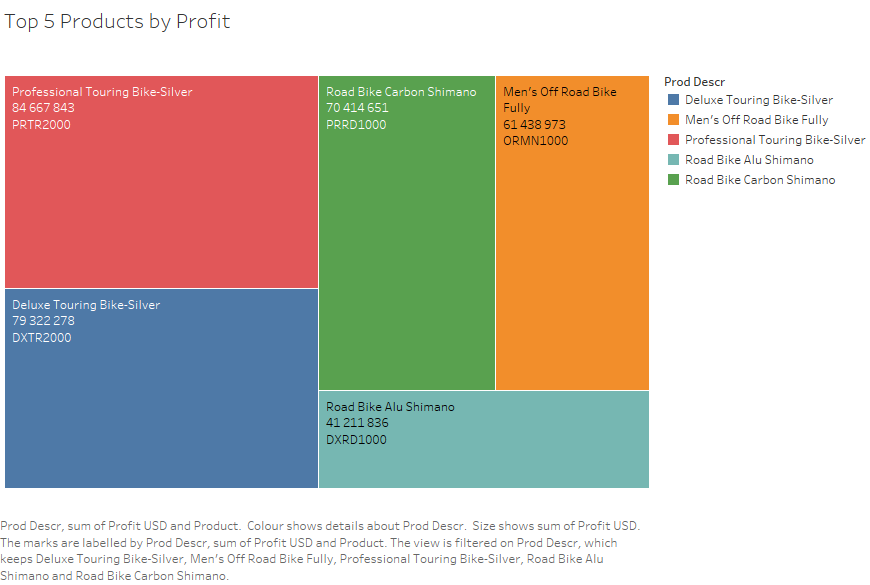 Top 5 Products by Profit
Professional Touring Bike-Silver
84 667 843
PRTR2000
Deluxe Touring Bike-Silver
79 322 278
DXTR2000
Road Bike Carbon Shimano
70 414 651
PRRD1000
Men's Off Road Bike
Fully
61 438 973
ORMN1000
Road Bike Alu Shimano
41 211 836
DXRD1000
Prod Descr
Deluxe Touring Bike-Silver
Men's Off Road Bike Fully
Professional Touring Bike-Silver
Road Bike Alu Shimano
Road Bike Carbon Shimano
Prod Descr, sum of Profit USD and Product.  Colour shows details about Prod Descr.  Size shows sum of Profit USD.
The marks are labelled by Prod Descr, sum of Profit USD and Product. The view is filtered on Prod Descr, which
keeps Deluxe Touring Bike-Silver, Men's Off Road Bike Fully, Professional Touring Bike-Silver, Road Bike Alu
Shimano and Road Bike Carbon Shimano.